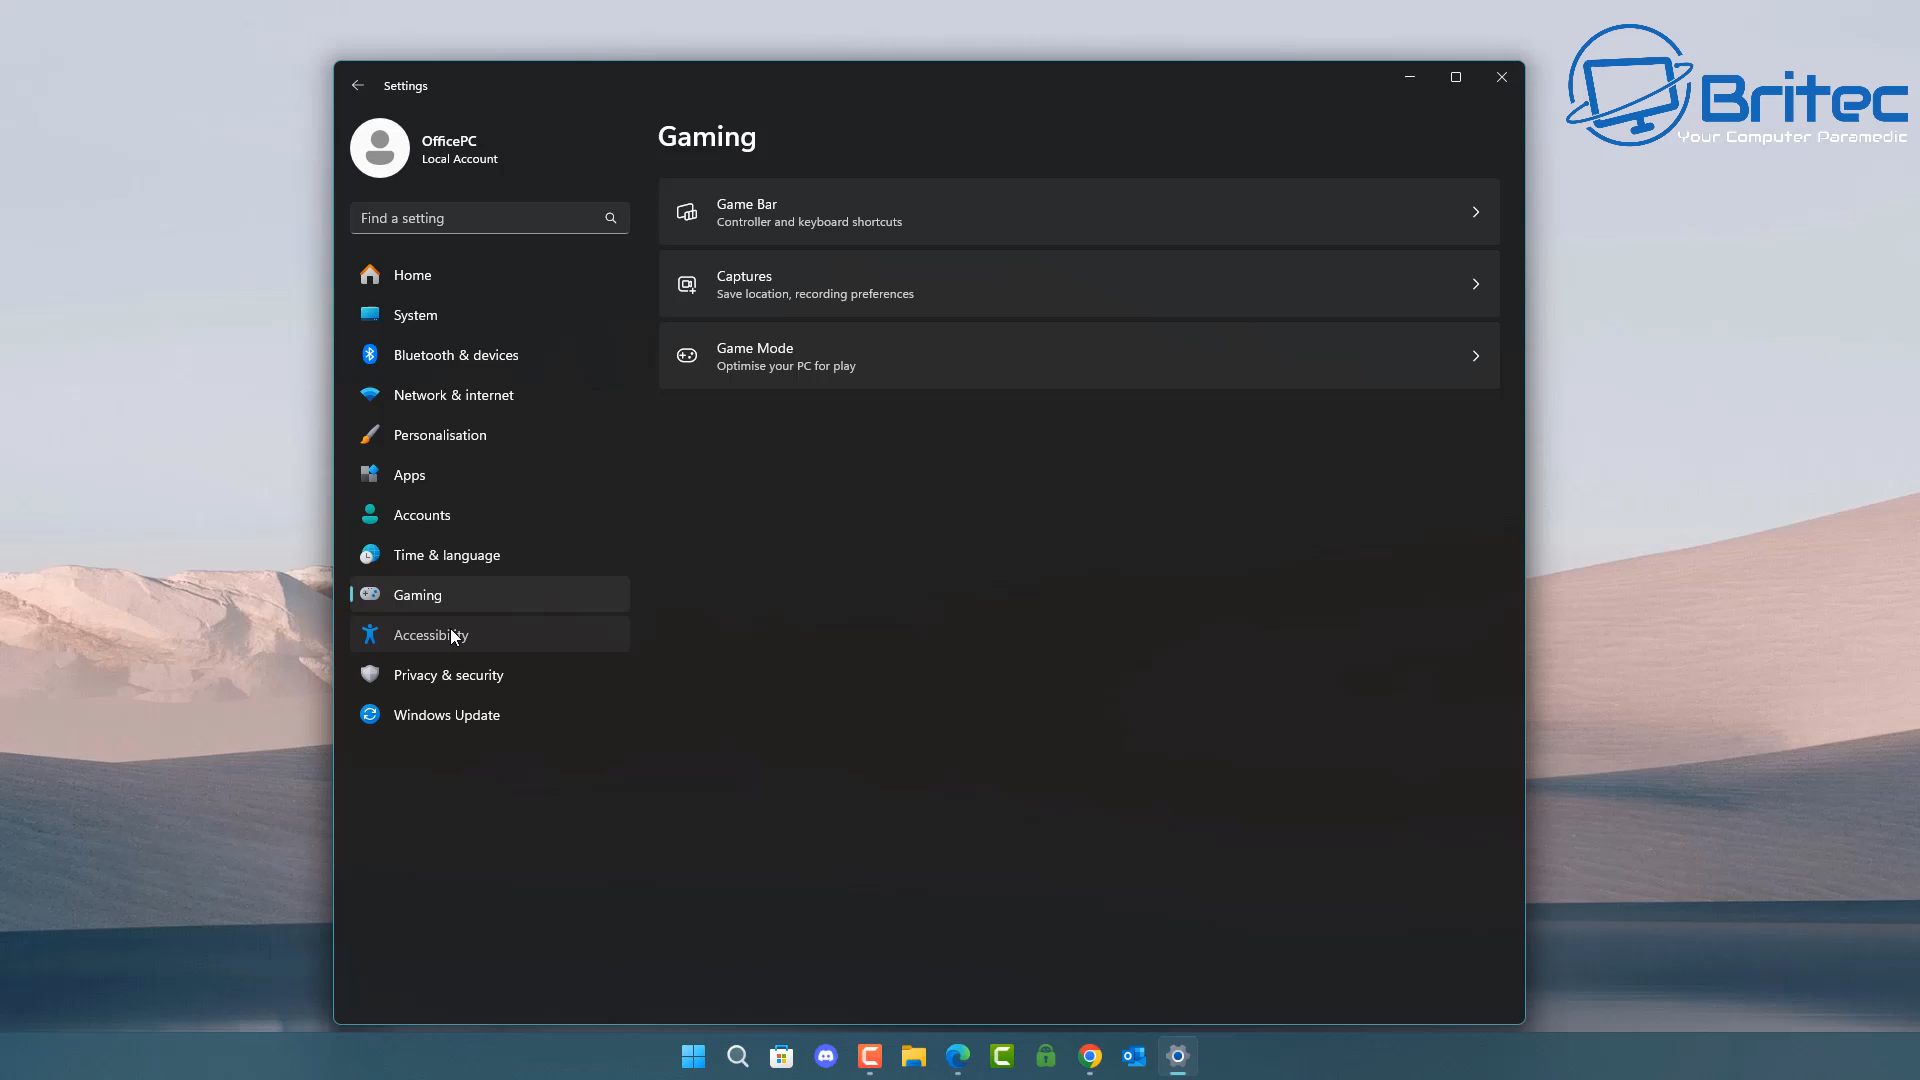 Settings
OfficePC
Local Account
Find a setting
Home
System
Bluetooth & devices
Network & internet
Personalisation
Apps
Accounts
Time & language
Gaming
Accessibility
Privacy & security
Windows Update
Gaming
Game Bar
Controller and keyboard shortcuts
Captures
Save location, recording preferences
Game Mode
Optimise your PC for play
Britec
Your Computer Paramedic